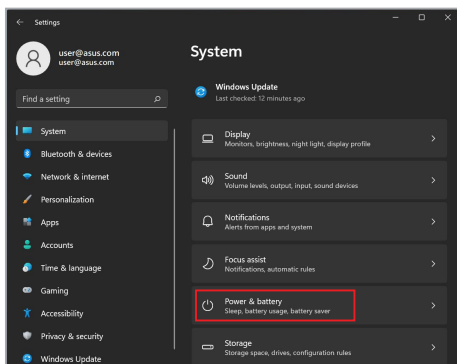 Settings
user@asus.com
user@asus.com
Find a setting
System
Bluetooth & devices
Network & internet
Personalization
Apps
Accounts
Time & language
Gaming
Accessibility
Privacy & security
Windows Update
System
Windows Update
Last checked: 12 minutes ago
Display
Monitors, brightness, night light, display profile
Sound
Volume levels, output, input, sound devices
Notifications
Alerts from apps and system
Focus assist
Notifications, automatic rules
Power & battery
Sleep, battery usage, battery saver
Storage
Storage space, drives, configuration rules